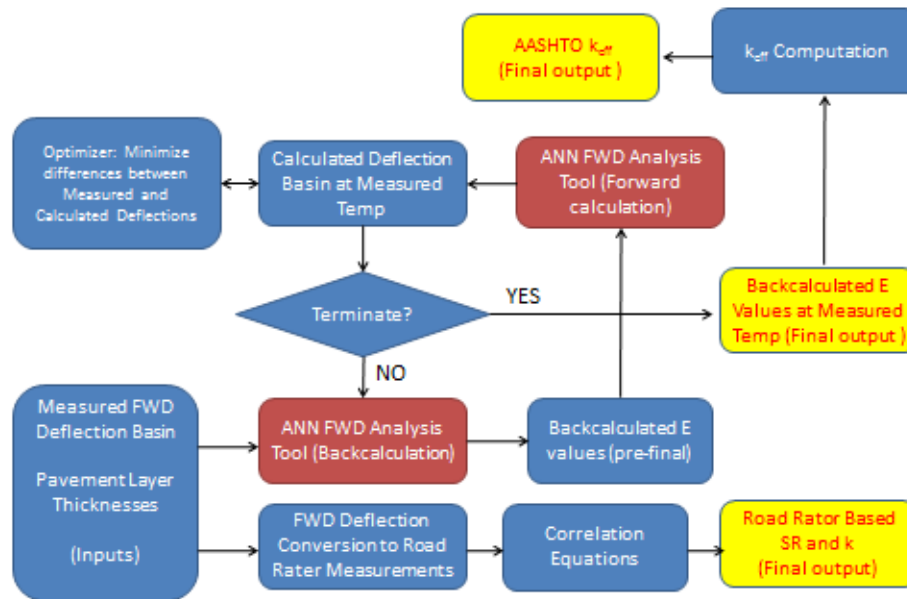 AASHTO keff
(Final output )
keff Computation
Optimizer: Minimize
differences between
Measured and
Calculated Deflections
Calculated Deflection
Basin at Measured
Temp
ANN FWD Analysis
Tool (Forward
calculation)
Terminate?
YES
Backcalculated E
Values at Measured
Temp (Final output )
NO
Measured FWD
Deflection Basin
Pavement Layer
Thicknesses
(Inputs)
ANN FWD Analysis
Tool (Backcalculation)
Backcalculated E
values (pre-final)
FWD Deflection
Conversion to Road
Rater Measurements
Correlation
Equations
Road Rator Based
SR and k
(Final output)